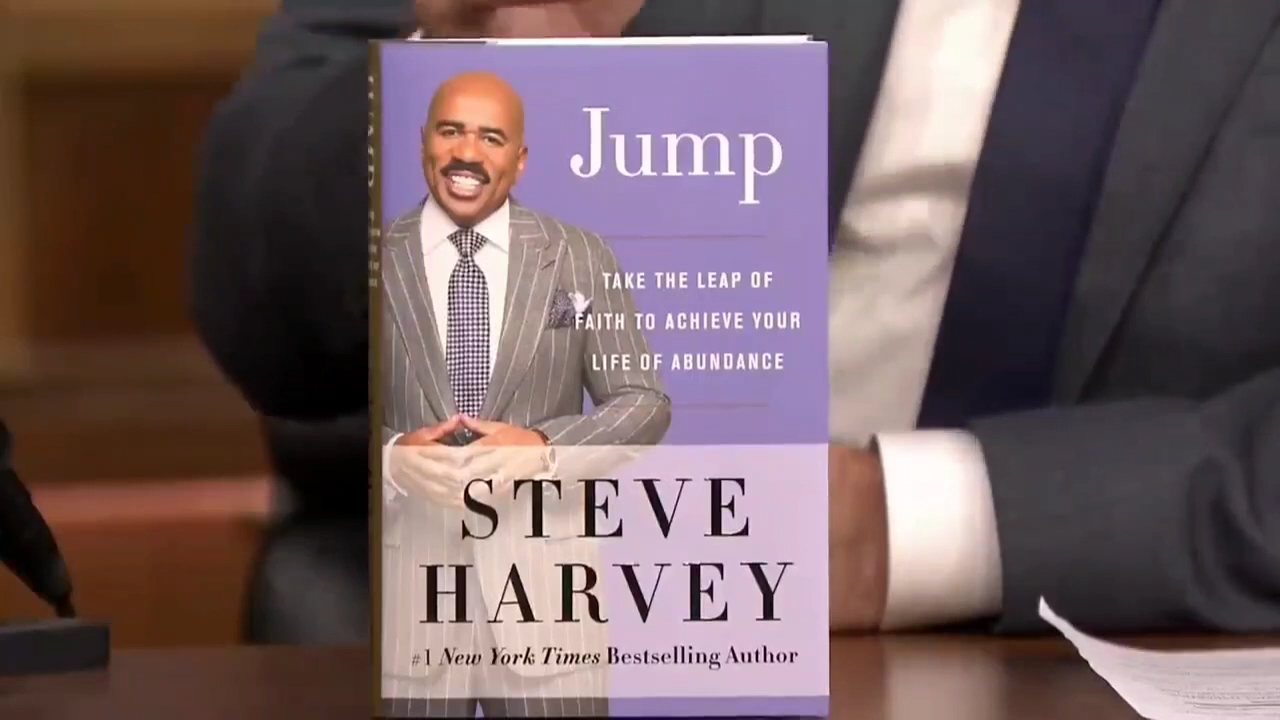 Jump
TAKE THE LEAP OF
FAITH TO ACHIEVE YOUR
LIFE OF ABUNDANCE
STEVE
HARVEY
#1 New York Times Bestselling Author